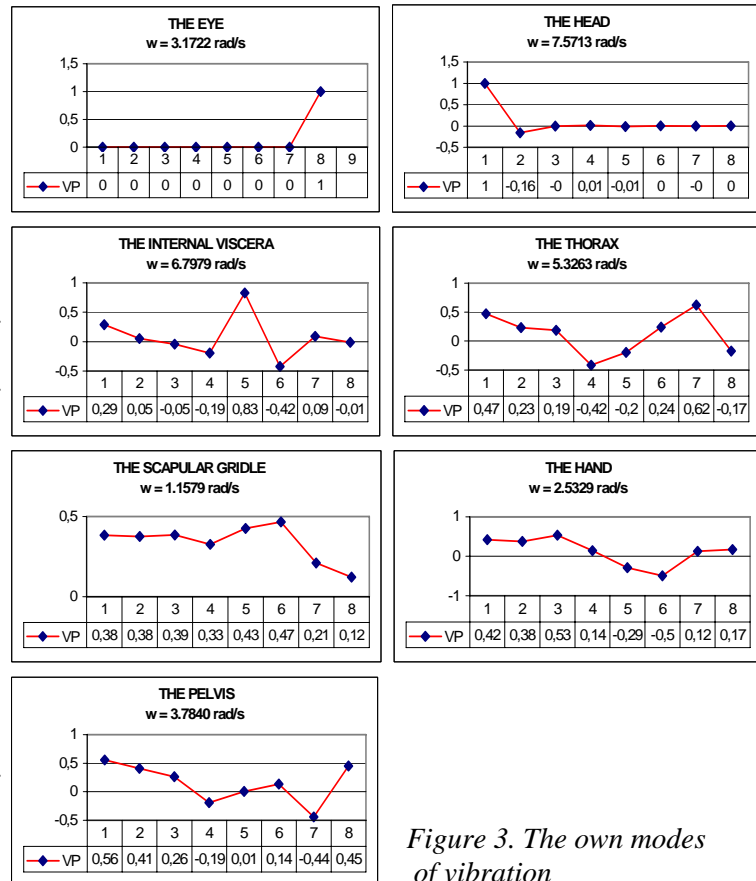 THE EYE
w = 3.1722 rad/s
1,5
1
0,5
0
1 2 3 4 5 6 7 8 9
VP 0 0 0 0 0 0 0 1
THE HEAD
w = 7.5713 rad/s
1,5
1
0,5
0
-0,5
1 2 3 4 5 6 7 8
VP 1 -0,16 -0 0,01 -0,01 0 -0 0
THE INTERNAL VISCERA
w = 6.7979 rad/s
1
0,5
0
-0,5
1 2 3 4 5 6 7 8
VP 0,29 0,05 -0,05 -0,19 0,83 -0,42 0,09 -0,01
THE THORAX
w = 5.3263 rad/s
1
0,5
0
-0,5
1 2 3 4 5 6 7 8
VP 0,47 0,23 0,19 -0,42 -0,2 0,24 0,62 -0,17
THE SCAPULAR GRIDLE
w = 1.1579 rad/s
0,5
0
1 2 3 4 5 6 7 8
VP 0,38 0,38 0,39 0,33 0,43 0,47 0,21 0,12
THE HAND
w = 2.5329 rad/s
1
0
-1
1 2 3 4 5 6 7 8
VP 0,42 0,38 0,53 0,14 -0,29 -0,5 0,12 0,17
THE PELVIS
w = 3.7840 rad/s
1
0,5
0
-0,5
1 2 3 4 5 6 7 8
VP 0,56 0,41 0,26 -0,19 0,01 0,14 -0,44 0,45
Figure 3. The own modes
of vibration